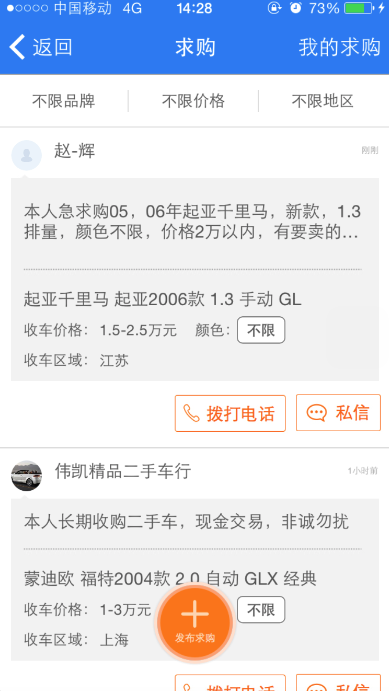 中国移动 4G 14:28 73%
返回 求购 我的求购
不限品牌 不限价格 不限地区
赵-辉 刚刚
本人急求购05，06年起亚千里马，新款，1.3
排量，颜色不限，价格2万以内，有要卖的...
起亚千里马 起亚2006款 1.3 手动 GL
收车价格： 1.5-2.5万元 颜色： 不限
收车区域： 江苏
拨打电话 私信
伟凯精品二手车行 1小时前
本人长期收购二手车，现金交易，非诚勿扰
蒙迪欧 福特2004款 2.0 自动 GLX 经典
收车价格： 1-3万元 不限
发布求购
收车区域： 上海
拨打电话 私信